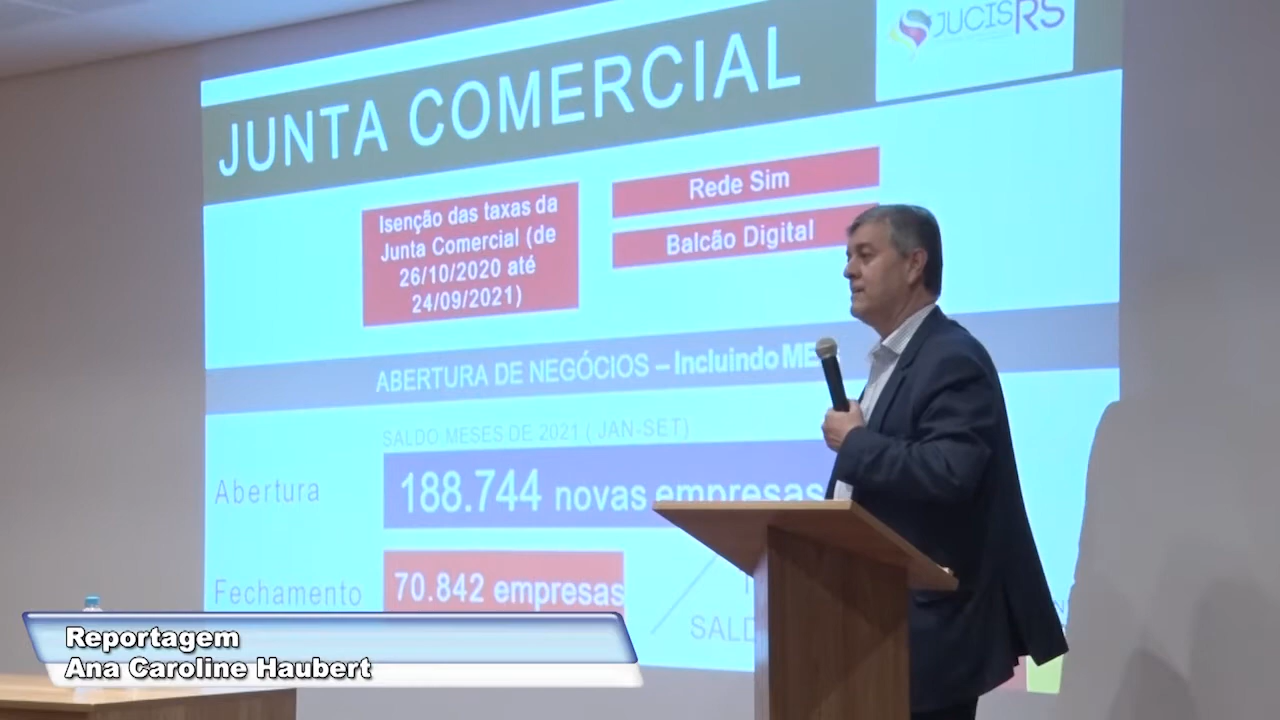 JUCISRS
JUNTA COMERCIAL
Isenção das taxas da
Junta Comercial (de
26/10/2020 até
24/09/2021)
Rede Sim
Balcão Digital
ABERTURA DE NEGÓCIOS – Incluindo ME
SALDO MESES DE 2021 ( JAN-SET)
Abertura
188.744 novas empresas
Fechamento
70.842 empresas
SALD
Reportagem
Ana Caroline Haubert